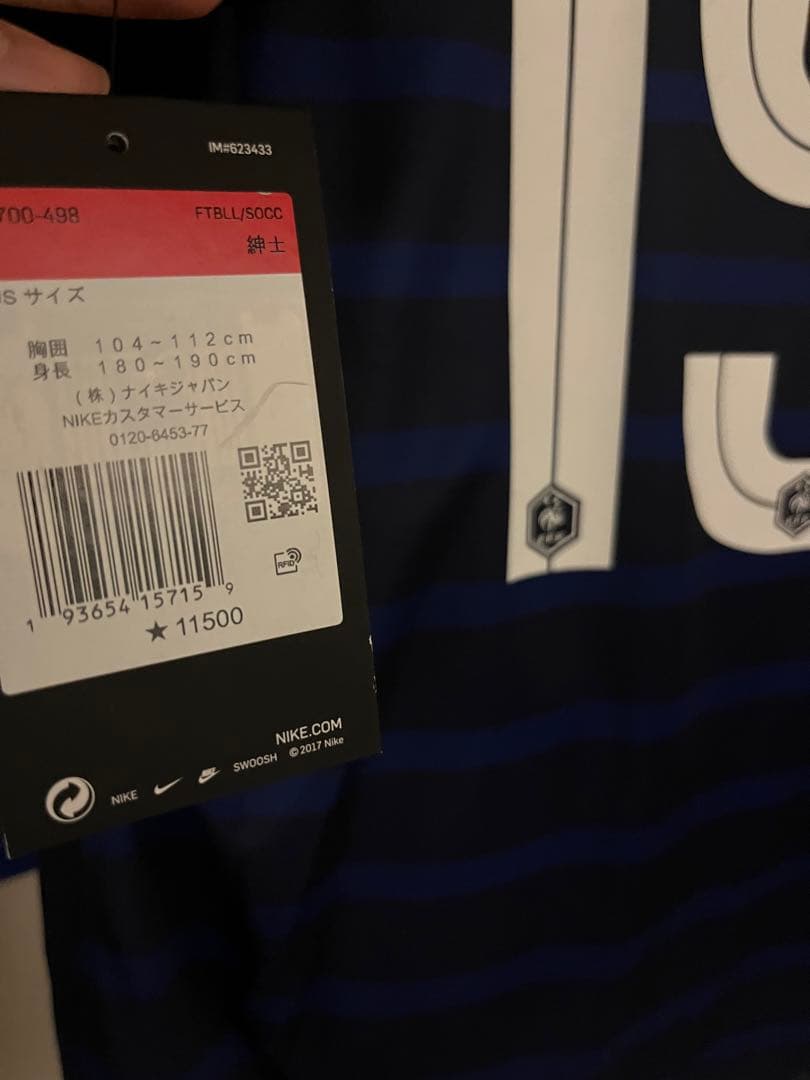 IM#623433
700-498 FTBLL/SOCC
紳士
US サイズ
胸囲 104~112cm
身長 180~190cm
(株)ナイキジャパン
NIKEカスタマーサービス
0120-6453-77
RFID
1 93654 15715 9
★11500
NIKE.COM
NIKE SWOOSH ©2017 Nike
19